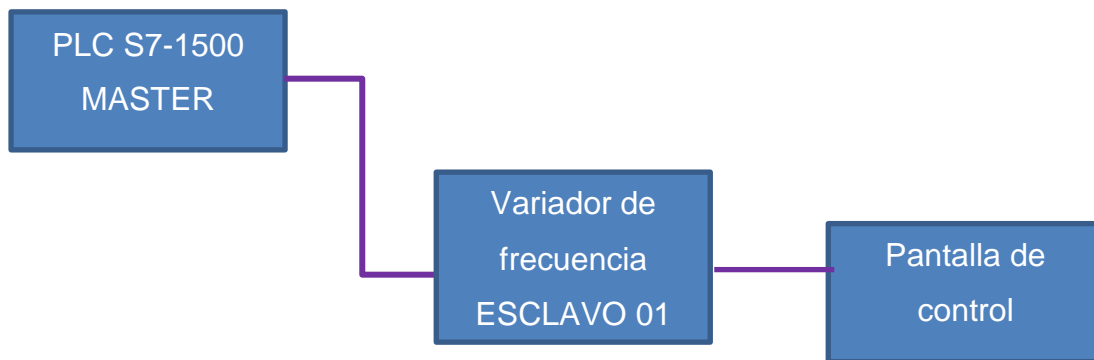 PLC S7-1500
MASTER
Variador de
frecuencia
ESCLAVO 01
Pantalla de
control